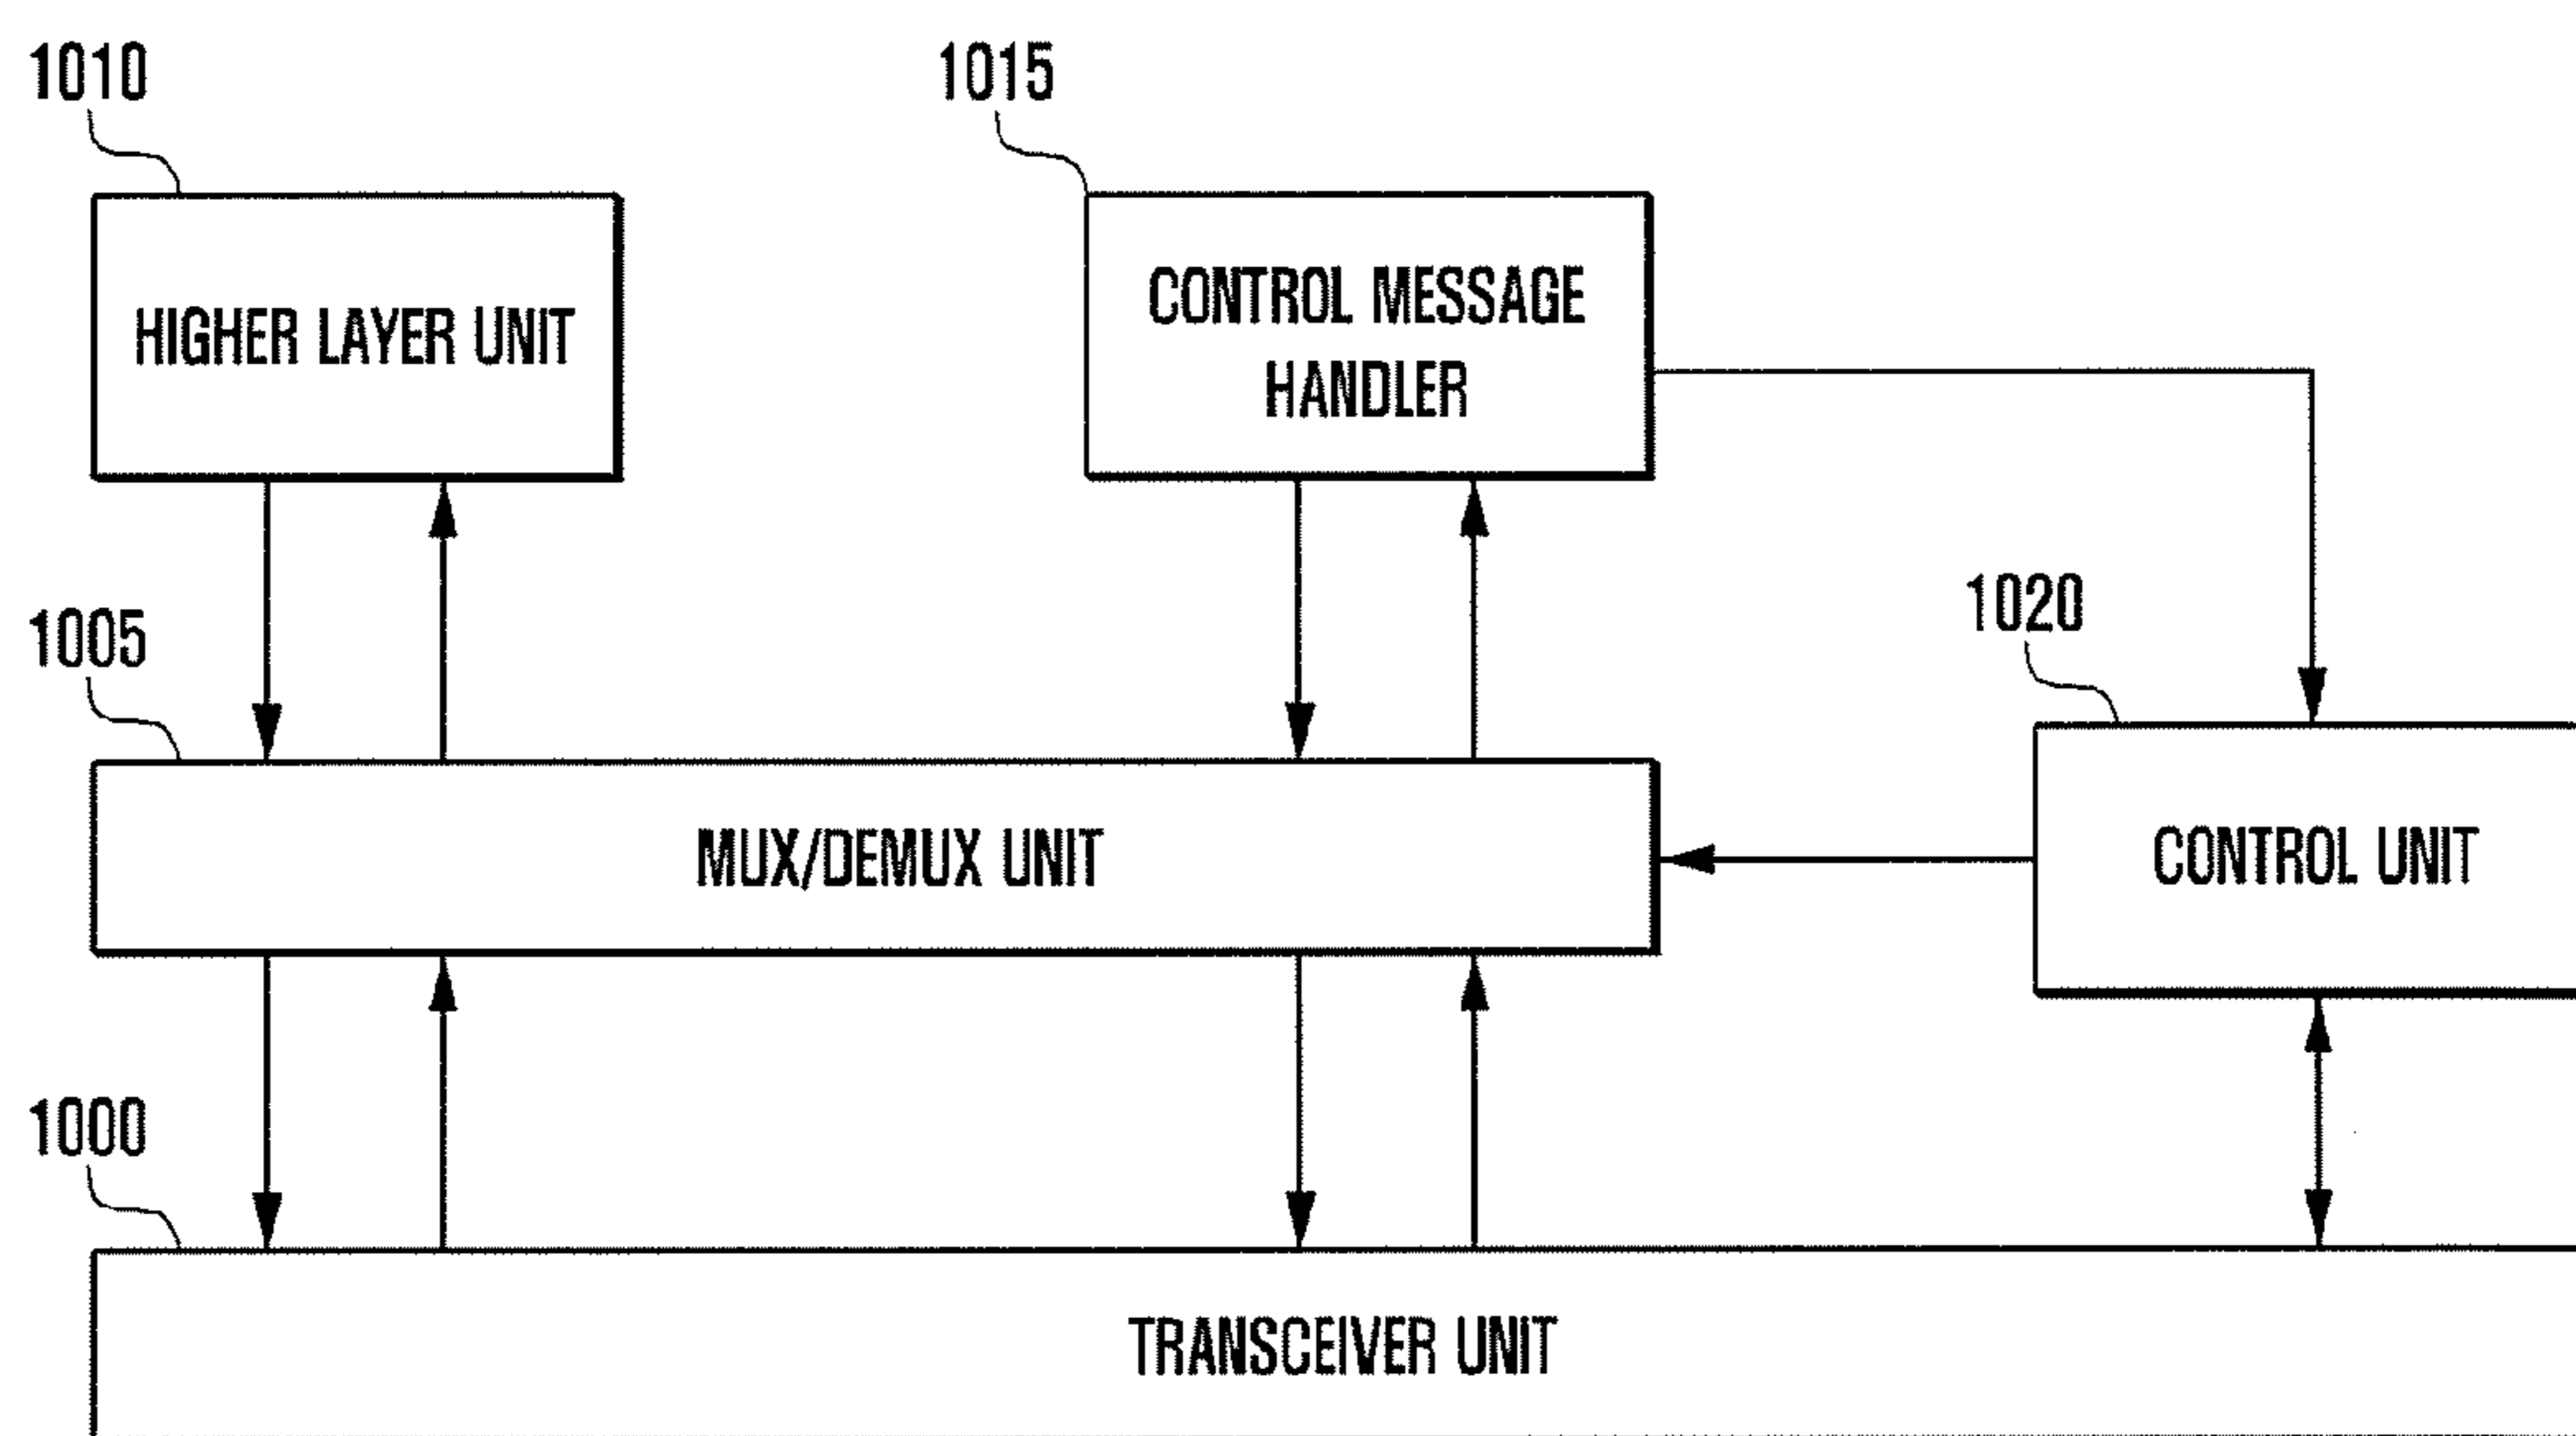 1010
1015
HIGHER LAYER UNIT
CONTROL MESSAGE
HANDLER
1005
1020
MUX/DEMUX UNIT
CONTROL UNIT
1000
TRANSCEIVER UNIT